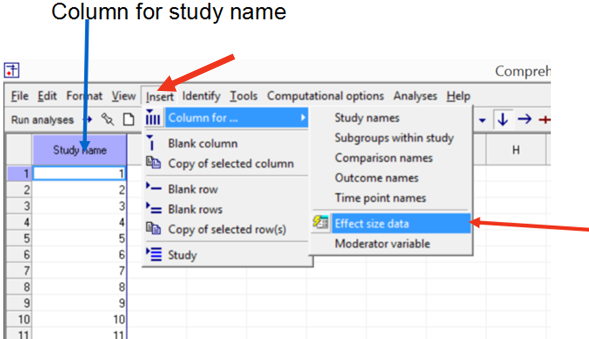 Column for study name
Compreh
File Edit Format View Insert Identify Tools Computational options Analyses Help
Run analyses
Column for ...
Study names
Subgroups within study
Comparison names
Outcome names
Time point names
Effect size data
Moderator variable
Blank column
Copy of selected column
Blank row
Blank rows
Copy of selected row(s)
Study
Study name
H
1 1
2 2
3 3
4 4
5 5
6 6
7 7
8 8
9 9
10 10
11 11